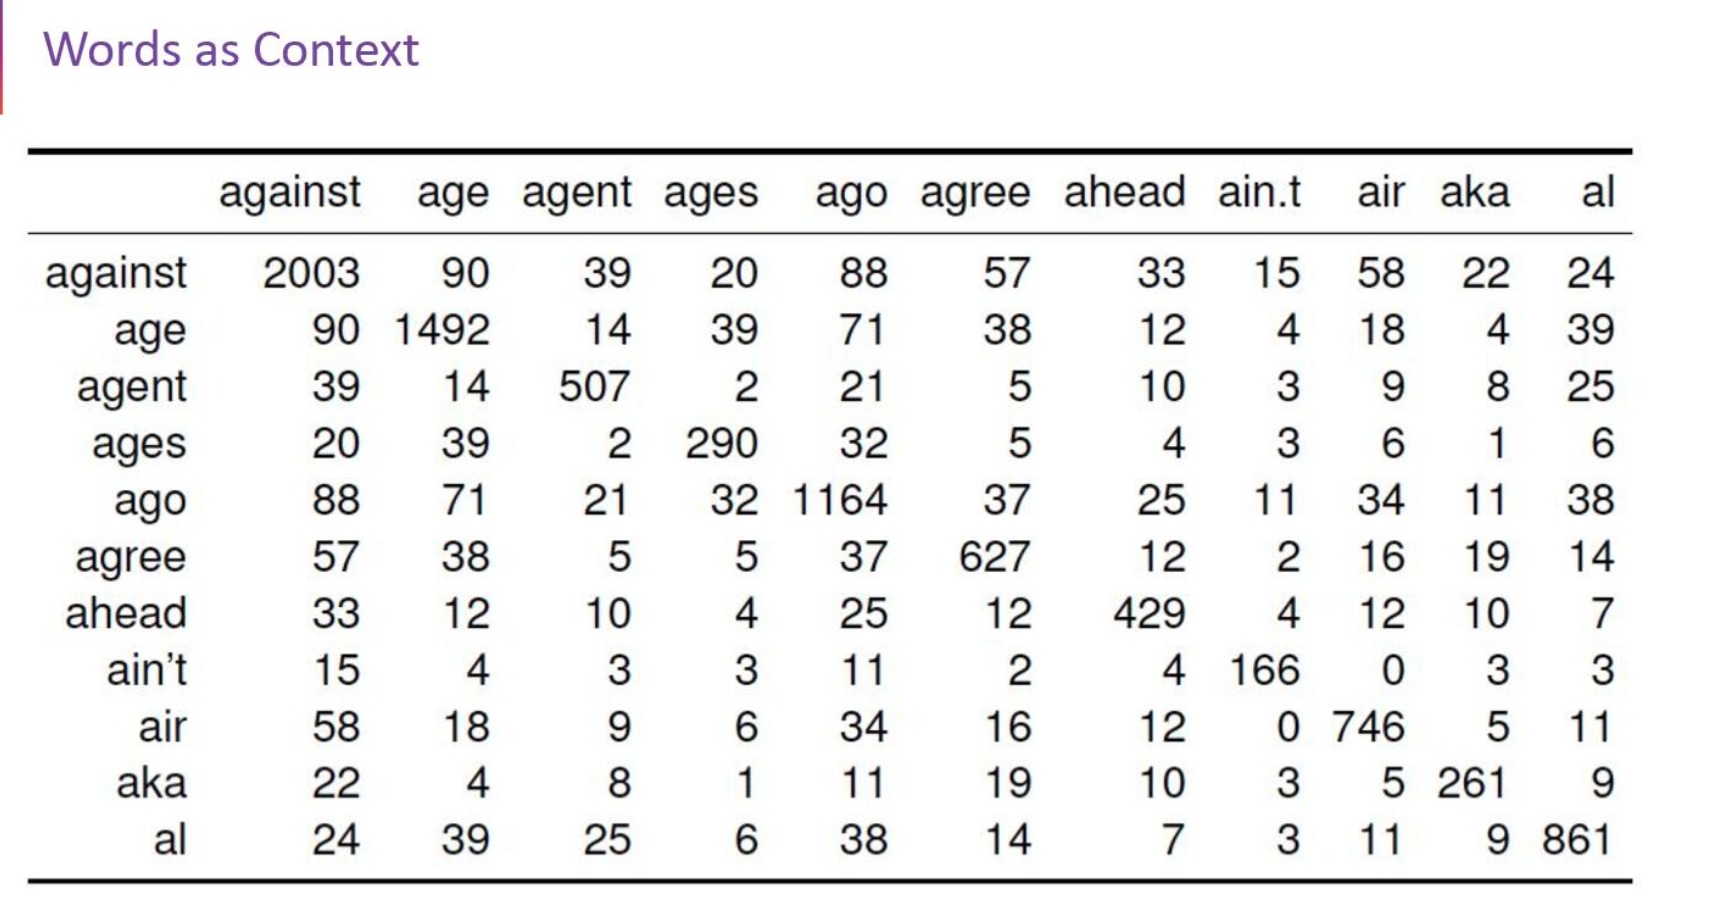 Words as Context
against age agent ages ago agree ahead ain.t air aka al
against 2003 90 39 20 88 57 33 15 58 22 24
age 90 1492 14 39 71 38 12 4 18 4 39
agent 39 14 507 2 21 5 10 3 9 8 25
ages 20 39 2 290 32 5 4 3 6 1 6
ago 88 71 21 32 1164 37 25 11 34 11 38
agree 57 38 5 5 37 627 12 2 16 19 14
ahead 33 12 10 4 25 12 429 4 12 10 7
ain’t 15 4 3 3 11 2 4 166 0 3 3
air 58 18 9 6 34 16 12 0 746 5 11
aka 22 4 8 1 11 19 10 3 5 261 9
al 24 39 25 6 38 14 7 3 11 9 861